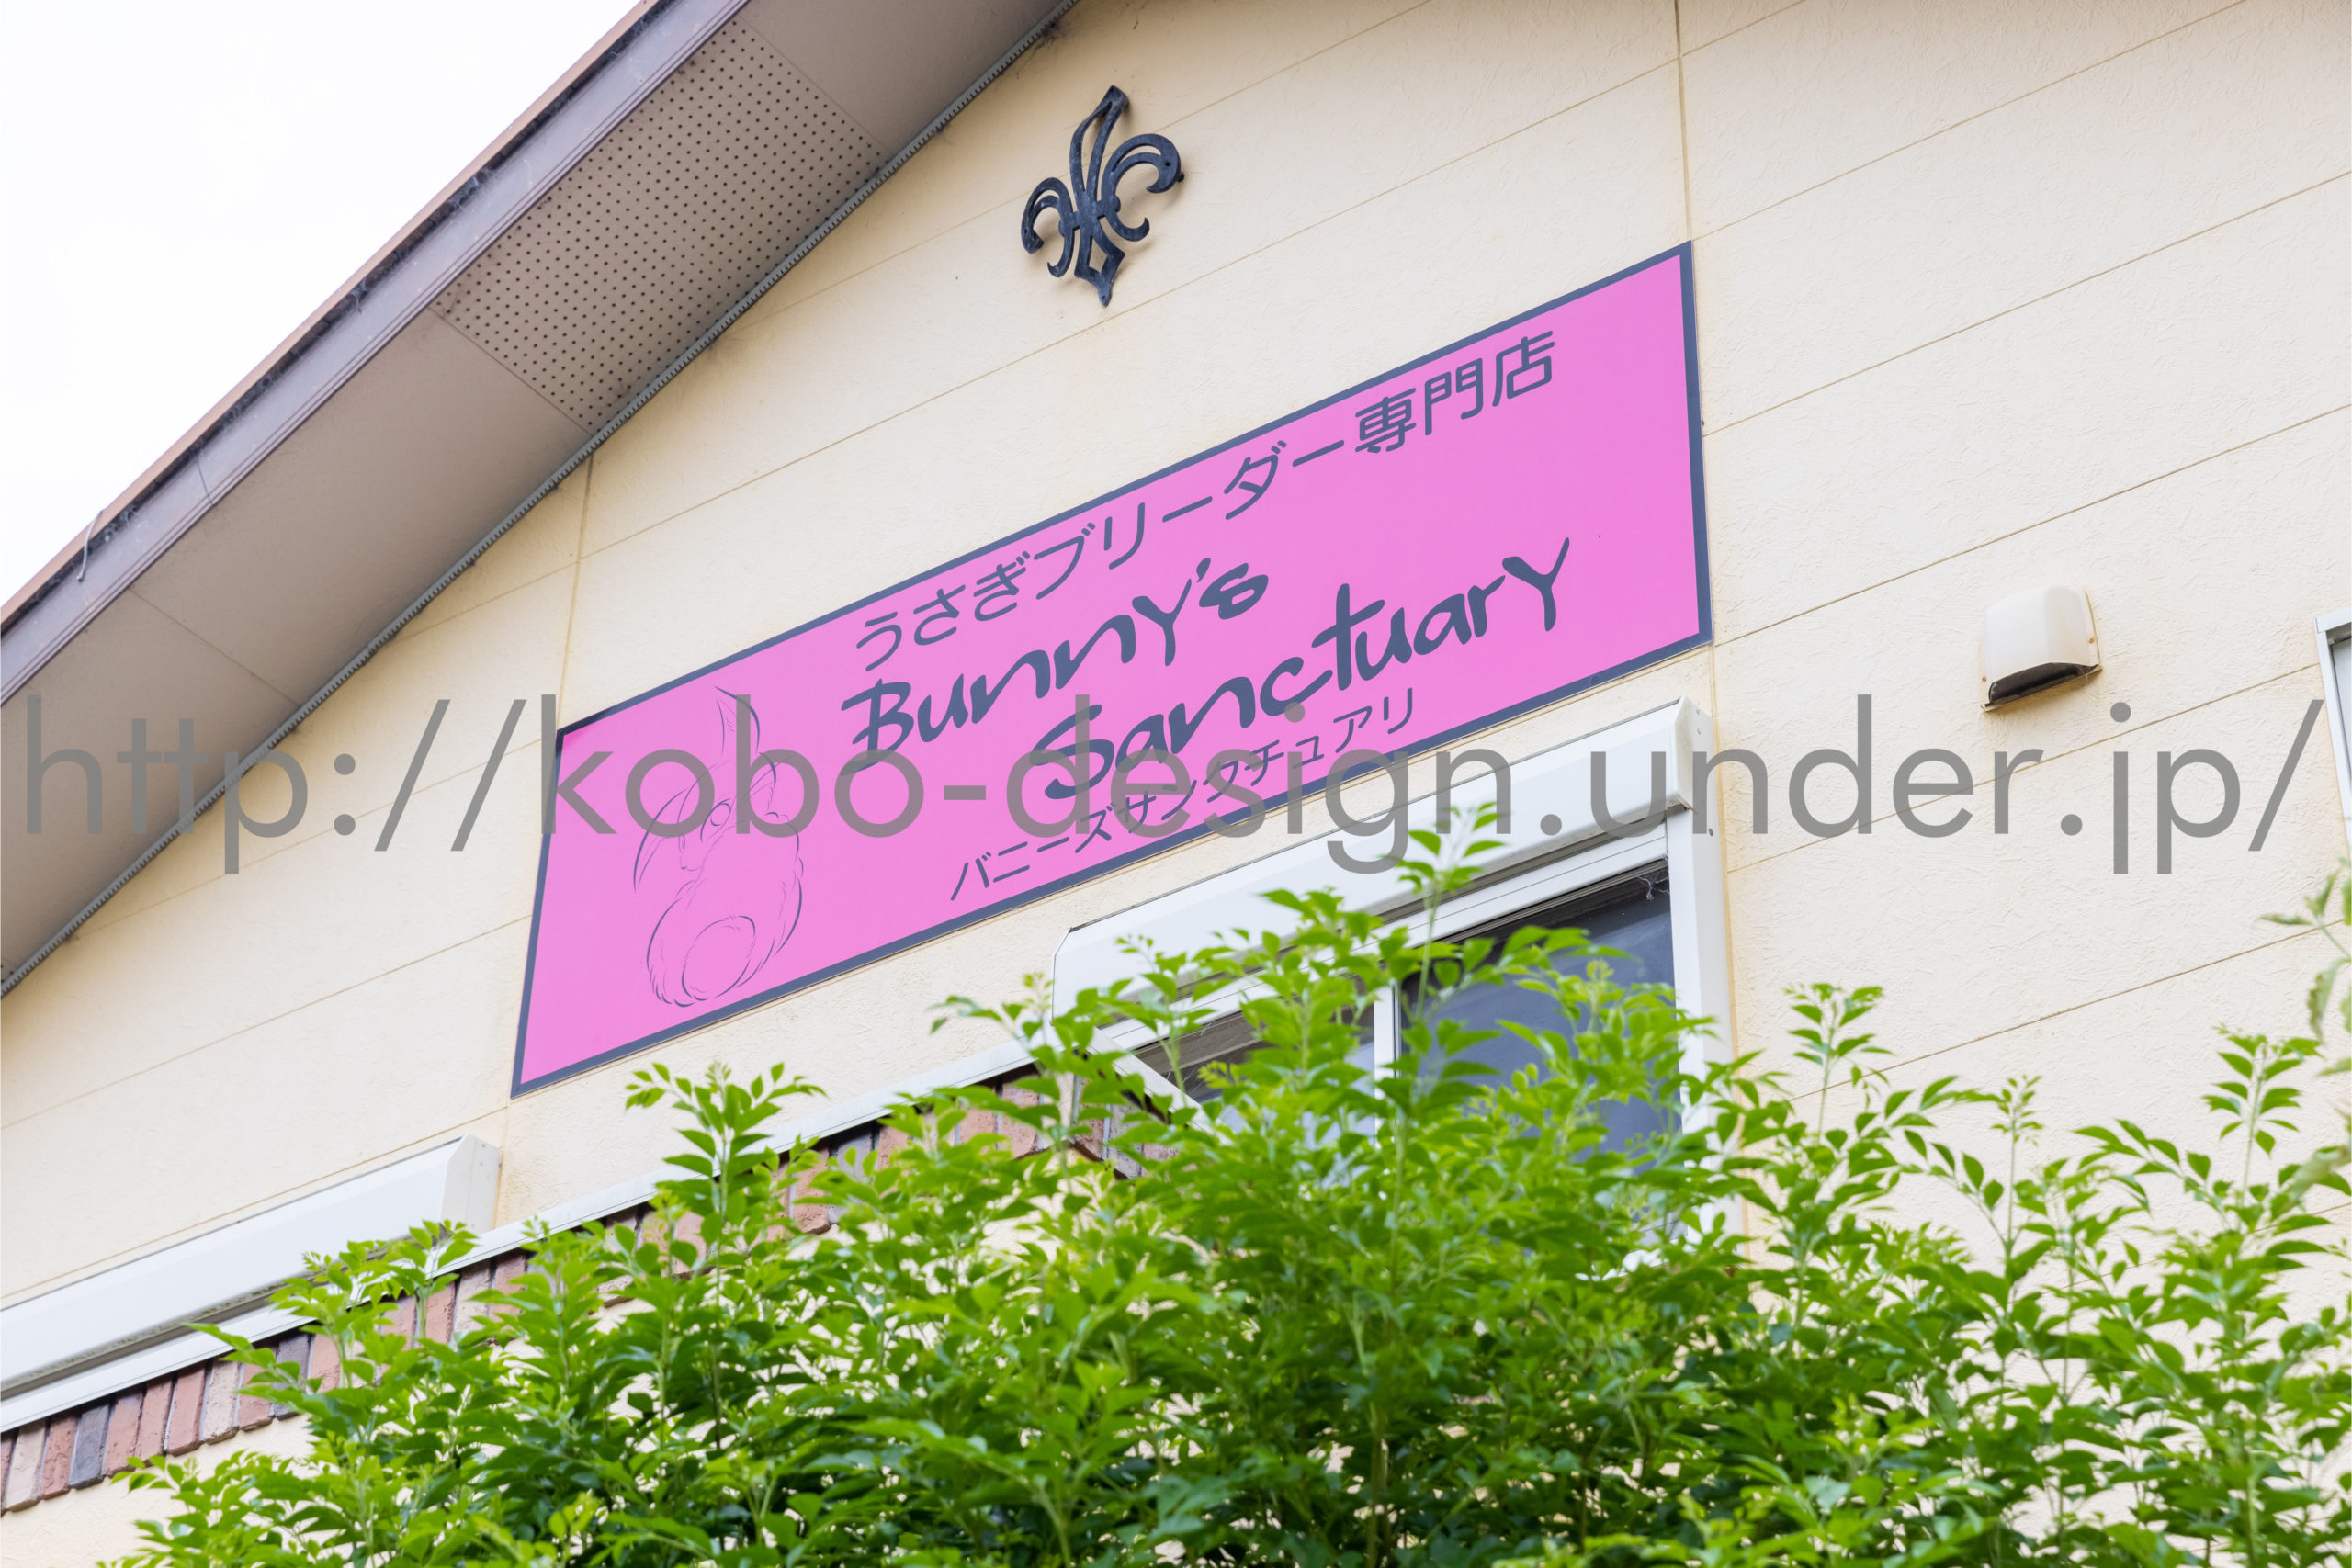 うさぎブリーダー専門店
Bunny's
Sanctuary
バニーズサンクチュアリ
http://kobo-design.under.jp/